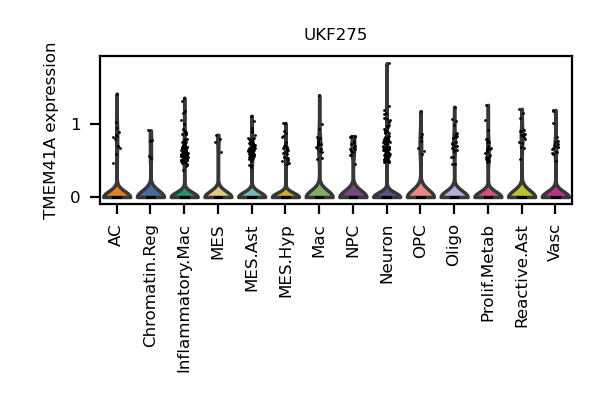 UKF275
TMEM41A expression
1
0
AC
Chromatin.Reg
Inflammatory.Mac
MES
MES.Ast
MES.Hyp
Mac
NPC
Neuron
OPC
Oligo
Prolif.Metab
Reactive.Ast
Vasc